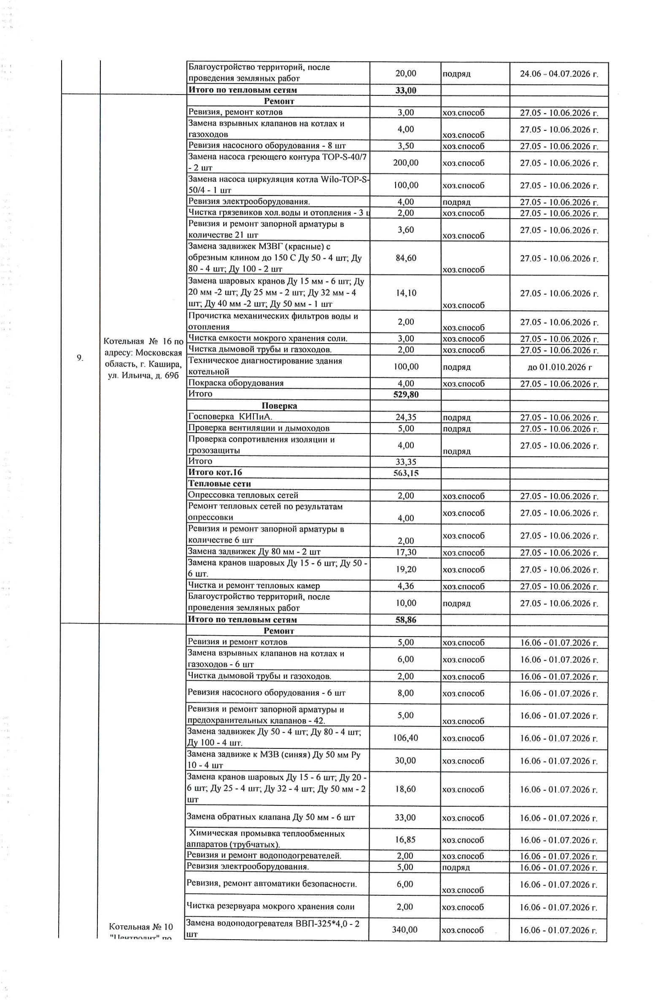 Благоустройство территорий, после
проведения земляных работ
20,00
подряд
24.06 - 04.07.2026 г.
Итого по тепловым сетям
33,00
9.
Котельная № 16 по
адресу: Московская
область, г. Кашира,
ул. Ильича, д. 69б
Ремонт
Ревизия, ремонт котлов
3,00
хоз.способ
27.05 - 10.06.2026 г.
Замена взрывных клапанов на котлах и
газоходов
4,00
хоз.способ
27.05 - 10.06.2026 г.
Ревизия насосного оборудования - 8 шт
3,50
хоз.способ
27.05 - 10.06.2026 г.
Замена насоса греющего контура TOP-S-40/7
- 2 шт
200,00
хоз.способ
27.05 - 10.06.2026 г.
Замена насоса циркуляция котла Wilo-TOP-S-
50/4 - 1 шт
100,00
хоз.способ
27.05 - 10.06.2026 г.
Ревизия электрооборудования.
4,00
подряд
27.05 - 10.06.2026 г.
Чистка грязевиков хол.воды и отопления - 3
2,00
хоз.способ
27.05 - 10.06.2026 г.
Ревизия и ремонт запорной арматуры в
количестве 21 шт
3,60
хоз.способ
27.05 - 10.06.2026 г.
Замена задвижек МЗВГ (красные) с
обрезным клином до 150 С Ду 50 - 4 шт; Ду
80 - 4 шт; Ду 100 - 2 шт
84,60
хоз.способ
27.05 - 10.06.2026 г.
Замена шаровых кранов Ду 15 мм - 6 шт; Ду
20 мм -2 шт; Ду 25 мм - 2 шт; Ду 32 мм - 4
шт; Ду 40 мм -2 шт; Ду 50 мм - 1 шт
14,10
хоз.способ
27.05 - 10.06.2026 г.
Прочистка механических фильтров воды и
отопления
2,00
хоз.способ
27.05 - 10.06.2026 г.
Чистка емкости мокрого хранения соли.
3,00
хоз.способ
27.05 - 10.06.2026 г.
Чистка дымовой трубы и газоходов.
2,00
хоз.способ
27.05 - 10.06.2026 г.
Техническое диагностирование здания
котельной
100,00
подряд
до 01.010.2026 г
Покраска оборудования
4,00
хоз.способ
27.05 - 10.06.2026 г.
Итого
529,80
Поверка
Госповерка КИПиА.
24,35
подряд
27.05 - 10.06.2026 г.
Проверка вентиляции и дымоходов
5,00
подряд
27.05 - 10.06.2026 г.
Проверка сопротивления изоляции и
грозозащиты
4,00
подряд
27.05 - 10.06.2026 г.
Итого
33,35
Итого кот.16
563,15
Тепловые сети
Опрессовка тепловых сетей
2,00
хоз.способ
27.05 - 10.06.2026 г.
Ремонт тепловых сетей по результатам
опрессовки
4,00
хоз.способ
27.05 - 10.06.2026 г.
Ревизия и ремонт запорной арматуры в
количестве 6 шт
2,00
хоз.способ
27.05 - 10.06.2026 г.
Замена задвижек Ду 80 мм - 2 шт
17,30
хоз.способ
27.05 - 10.06.2026 г.
Замена кранов шаровых Ду 15 - 6 шт; Ду 50 -
6 шт.
19,20
хоз.способ
27.05 - 10.06.2026 г.
Чистка и ремонт тепловых камер
4,36
хоз.способ
27.05 - 10.06.2026 г.
Благоустройство территорий, после
проведения земляных работ
10,00
подряд
27.05 - 10.06.2026 г.
Итого по тепловым сетям
58,86
Ремонт
Ревизия и ремонт котлов
5,00
хоз.способ
16.06 - 01.07.2026 г.
Замена взрывных клапанов на котлах и
газоходов - 6 шт
6,00
хоз.способ
16.06 - 01.07.2026 г.
Чистка дымовой трубы и газоходов.
2,00
хоз.способ
16.06 - 01.07.2026 г.
Ревизия насосного оборудования - 6 шт
8,00
хоз.способ
16.06 - 01.07.2026 г.
Ревизия и ремонт запорной арматуры и
предохранительных клапанов - 42.
5,00
хоз.способ
16.06 - 01.07.2026 г.
Замена задвижек Ду 50 - 4 шт; Ду 80 - 4 шт;
Ду 100 - 4 шт.
106,40
хоз.способ
16.06 - 01.07.2026 г.
Замена задвиже к МЗВ (синяя) Ду 50 мм Ру
10 - 4 шт
30,00
хоз.способ
16.06 - 01.07.2026 г.
Замена кранов шаровых Ду 15 - 6 шт; Ду 20 -
6 шт; Ду 25 - 4 шт; Ду 32 - 4 шт; Ду 50 мм - 2
шт
18,60
хоз.способ
16.06 - 01.07.2026 г.
Замена обратных клапана Ду 50 мм - 6 шт
33,00
хоз.способ
16.06 - 01.07.2026 г.
Химическая промывка теплообменных
аппаратов (трубчатых).
16,85
хоз.способ
16.06 - 01.07.2026 г.
Ревизия и ремонт водоподогревателей.
2,00
хоз.способ
16.06 - 01.07.2026 г.
Ревизия электрооборудования.
5,00
подряд
16.06 - 01.07.2026 г.
Ревизия, ремонт автоматики безопасности.
6,00
хоз.способ
16.06 - 01.07.2026 г.
Чистка резервуара мокрого хранения соли
2,00
хоз.способ
16.06 - 01.07.2026 г.
Котельная № 10
"Центролит" по
Замена водоподогревателя ВВП-325*4,0 - 2
шт
340,00
хоз.способ
16.06 - 01.07.2026 г.